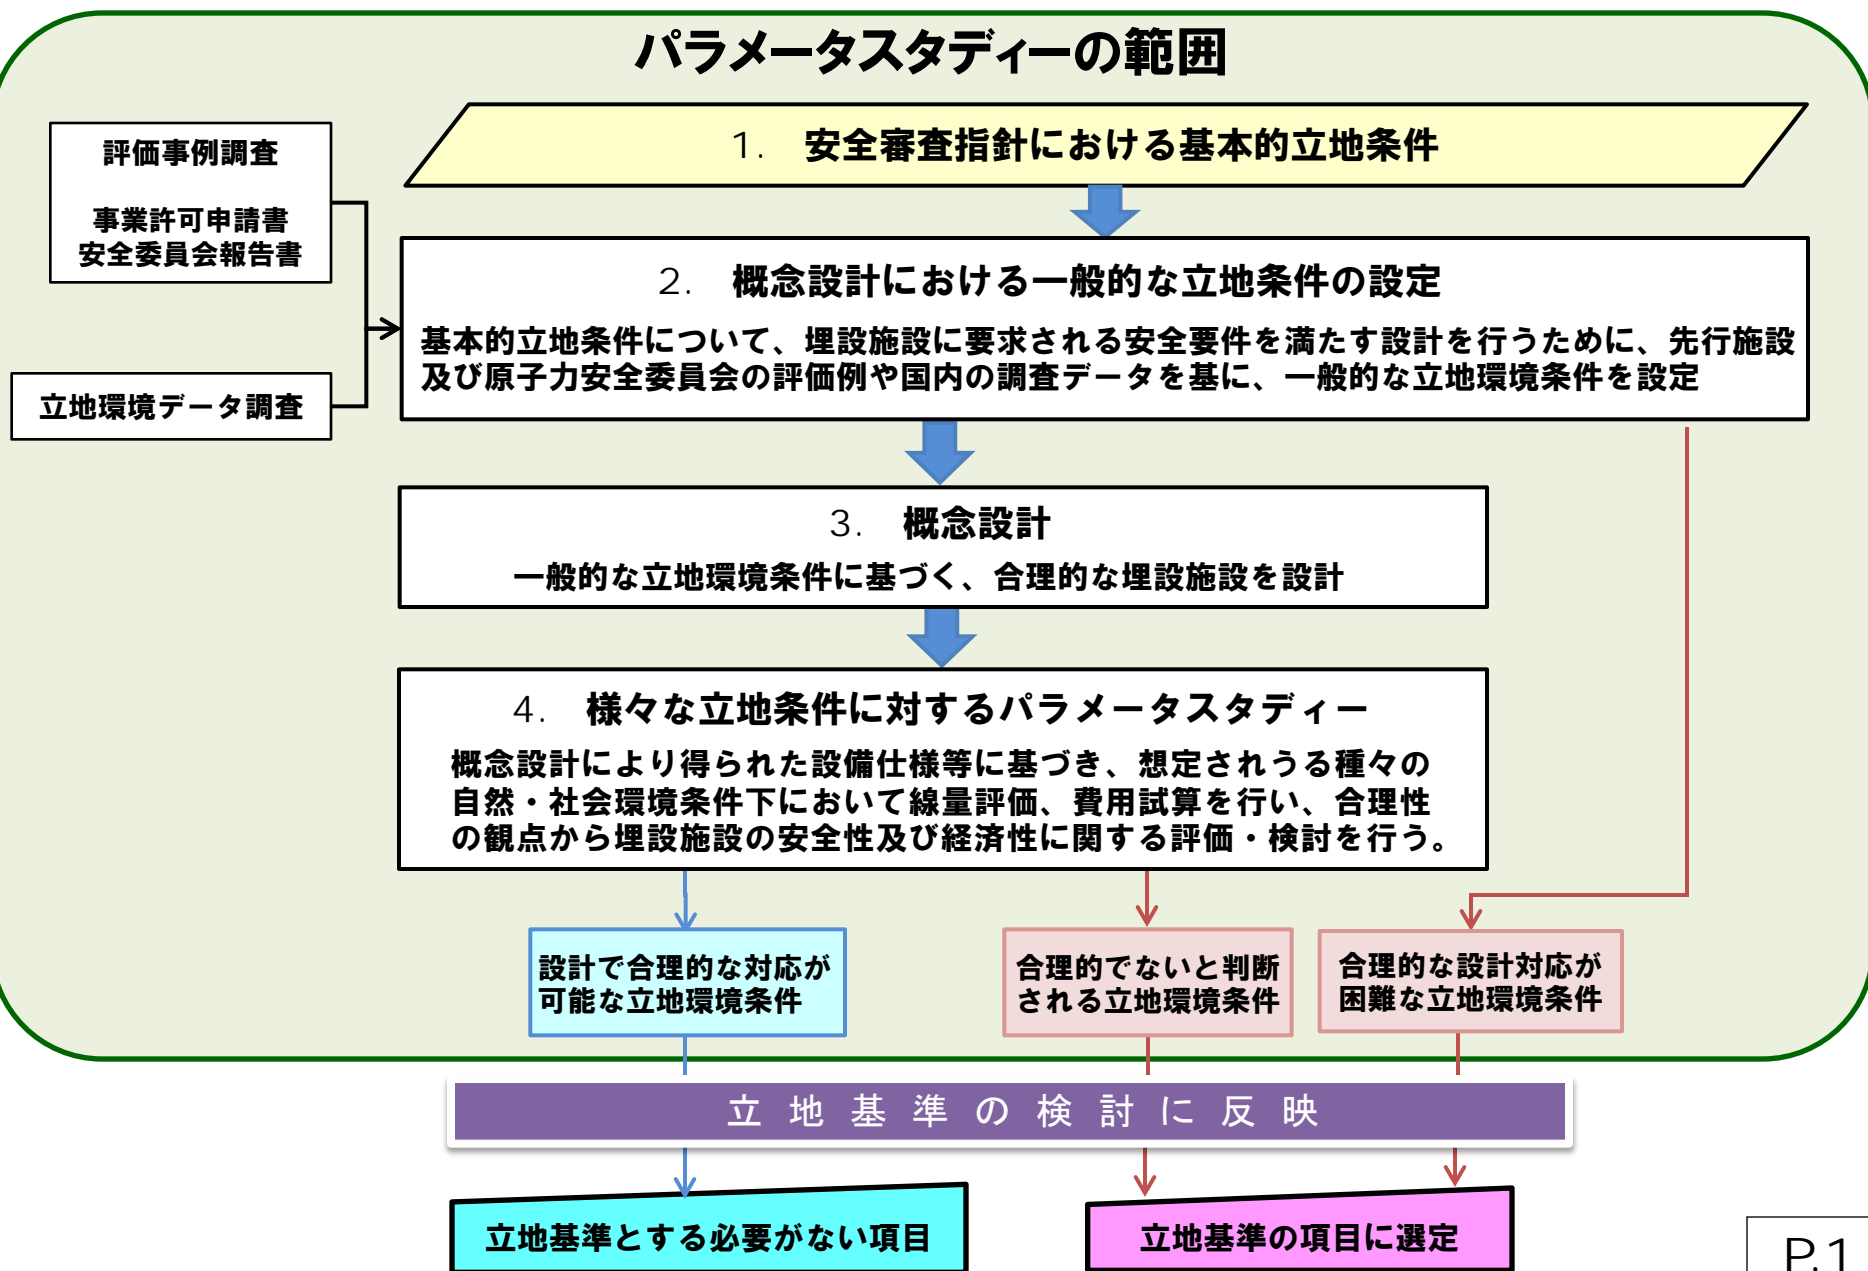 パラメータスタディーの範囲
1. 安全審査指針における基本的立地条件
評価事例調査
事業許可申請書
安全委員会報告書
立地環境データ調査
2. 概念設計における一般的な立地条件の設定
基本的立地条件について、埋設施設に要求される安全要件を満たす設計を行うために、先行施設
及び原子力安全委員会の評価例や国内の調査データを基に、一般的な立地環境条件を設定
3. 概念設計
一般的な立地環境条件に基づく、合理的な埋設施設を設計
4. 様々な立地条件に対するパラメータスタディー
概念設計により得られた設備仕様等に基づき、想定されうる種々の
自然・社会環境条件下において線量評価、費用試算を行い、合理性
の観点から埋設施設の安全性及び経済性に関する評価・検討を行う。
設計で合理的な対応が
可能な立地環境条件
合理的でないと判断
される立地環境条件
合理的な設計対応が
困難な立地環境条件
立地基準の検討に反映
立地基準とする必要がない項目
立地基準の項目に選定
P.1